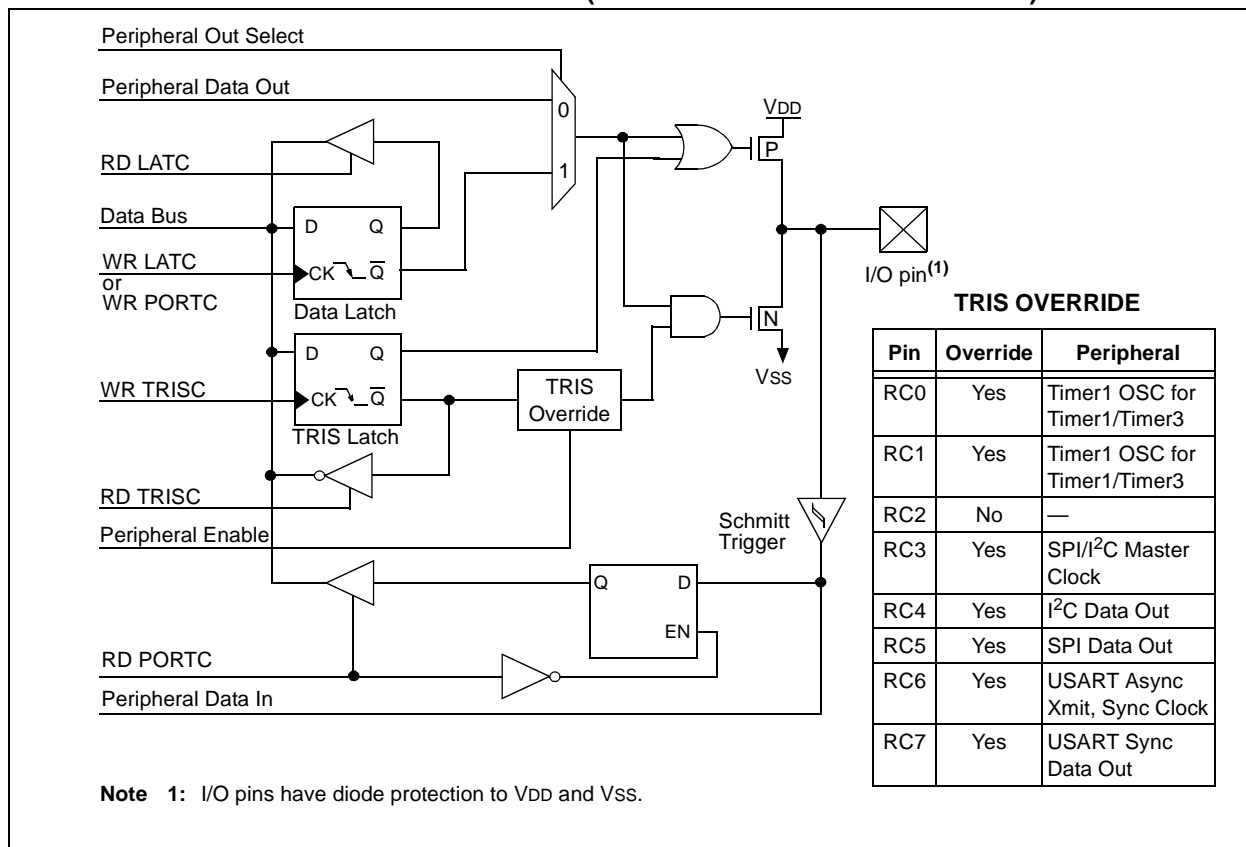 Peripheral Out Select
Peripheral Data Out
0
1
RD LATC
Data Bus
D Q
WR LATC
or
WR PORTC
CK Q̅
Data Latch
D Q
WR TRISC
CK Q̅
TRIS Latch
TRIS
Override
RD TRISC
Peripheral Enable
VDD
P
N
VSS
I/O pin(1)
Schmitt
Trigger
Q D
EN
RD PORTC
Peripheral Data In
TRIS OVERRIDE
Pin Override Peripheral
RC0 Yes Timer1 OSC for
Timer1/Timer3
RC1 Yes Timer1 OSC for
Timer1/Timer3
RC2 No —
RC3 Yes SPI/I2C Master
Clock
RC4 Yes I2C Data Out
RC5 Yes SPI Data Out
RC6 Yes USART Async
Xmit, Sync Clock
RC7 Yes USART Sync
Data Out
Note 1: I/O pins have diode protection to VDD and VSS.